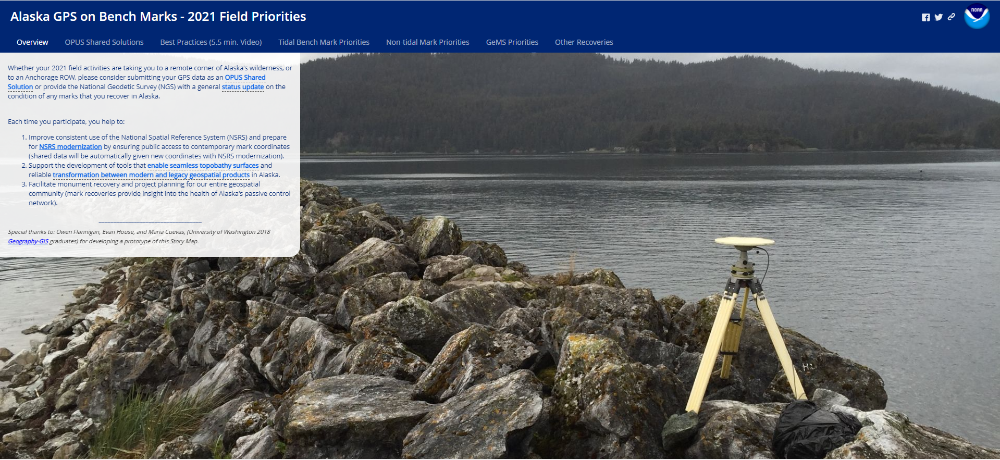 Alaska GPS on Bench Marks - 2021 Field Priorities
NOAA
Overview OPUS Shared Solutions Best Practices (5.5 min. Video) Tidal Bench Mark Priorities Non-tidal Mark Priorities GeMS Priorities Other Recoveries
Whether your 2021 field activities are taking you to a remote corner of Alaska's wilderness, or
to an Anchorage ROW, please consider submitting your GPS data as an OPUS Shared
Solution or provide the National Geodetic Survey (NGS) with a general status update on the
condition of any marks that you recover in Alaska.
Each time you participate, you help to:
1. Improve consistent use of the National Spatial Reference System (NSRS) and prepare
for NSRS modernization by ensuring public access to contemporary mark coordinates
(shared data will be automatically given new coordinates with NSRS modernization).
2. Support the development of tools that enable seamless topobathy surfaces and
reliable transformation between modern and legacy geospatial products in Alaska.
3. Facilitate monument recovery and project planning for our entire geospatial
community (mark recoveries provide insight into the health of Alaska's passive control
network).
Special thanks to: Owen Flannigan, Evan House, and Maria Cuevas, (University of Washington 2018
Geography-GIS graduates) for developing a prototype of this Story Map.